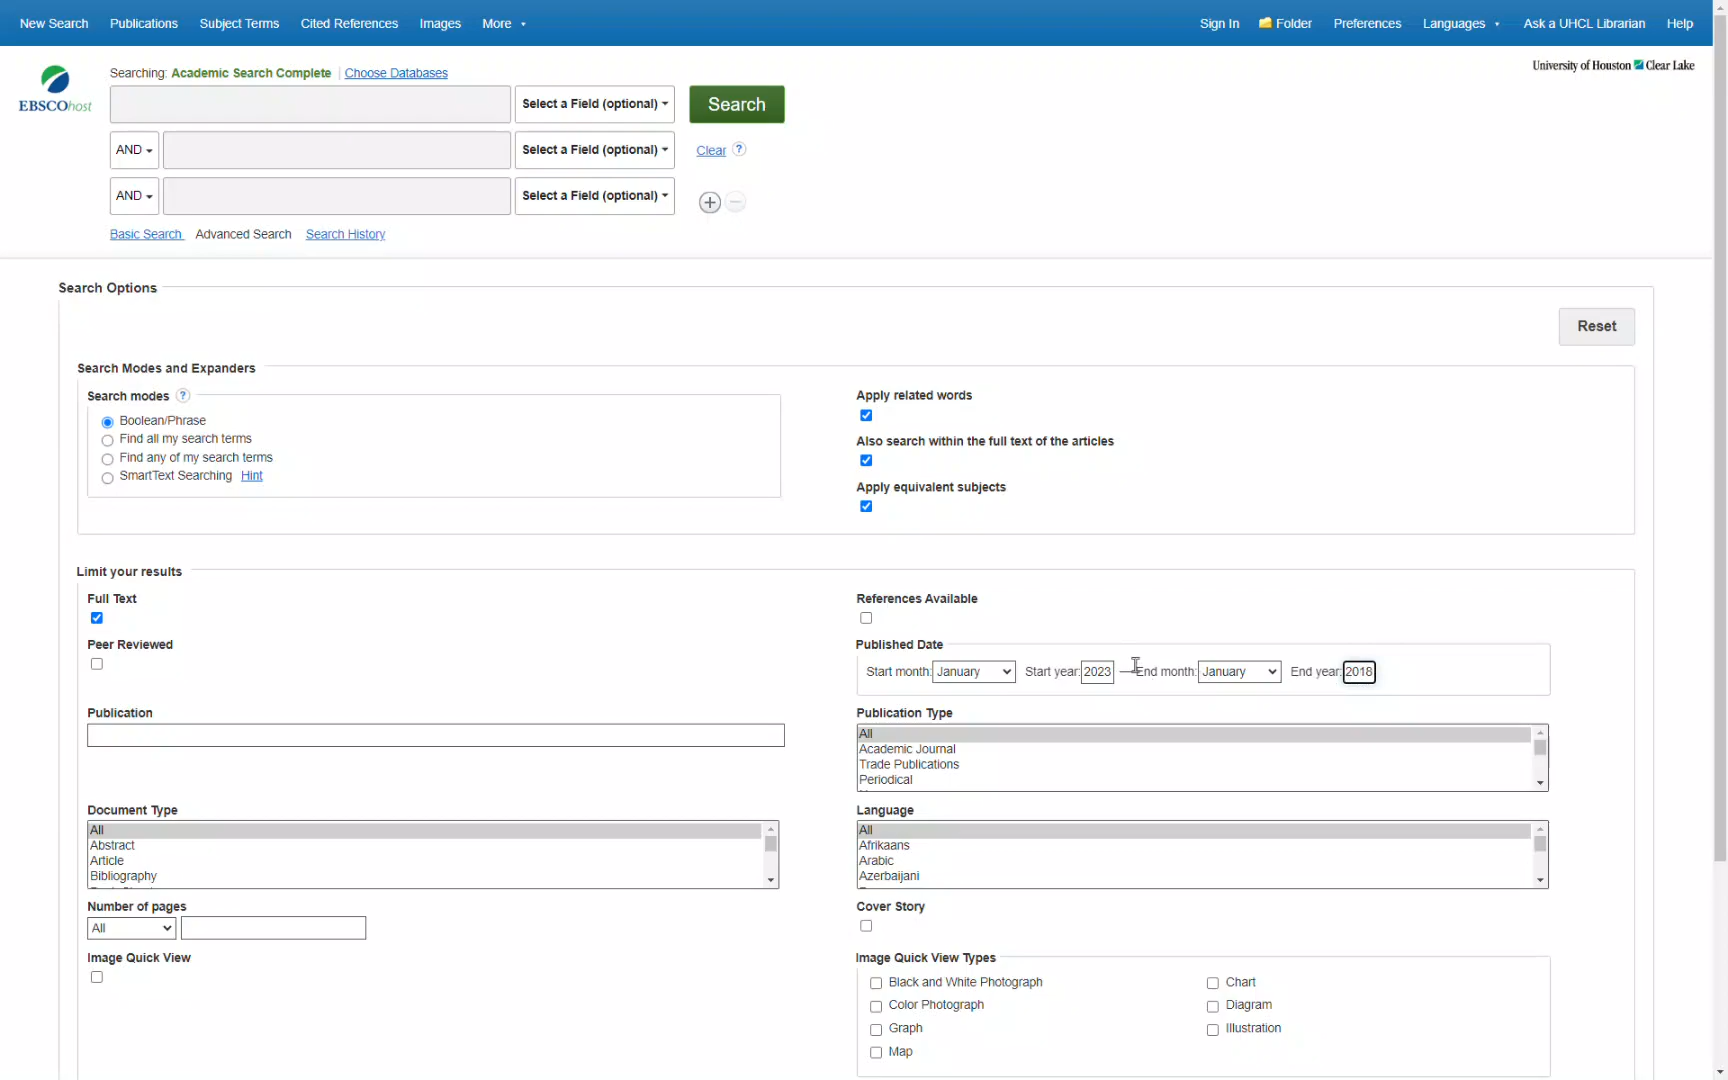 New Search Publications Subject Terms Cited References Images More Sign In Folder Preferences Languages Ask a UHCL Librarian Help
EBSCOhost
Searching: Academic Search Complete Choose Databases
University of Houston Clear Lake
Select a Field (optional) Search
AND Select a Field (optional) Clear ?
AND Select a Field (optional)
Basic Search Advanced Search Search History
Search Options
Reset
Search Modes and Expanders
Search modes ?
Boolean/Phrase
Find all my search terms
Find any of my search terms
SmartText Searching Hint
Apply related words
Also search within the full text of the articles
Apply equivalent subjects
Limit your results
Full Text
References Available
Peer Reviewed
Published Date
Start month: January Start year: 2023 — End month: January End year: 2018
Publication
Publication Type
All
Academic Journal
Trade Publications
Periodical
Document Type
All
Abstract
Article
Bibliography
Language
All
Afrikaans
Arabic
Azerbaijani
Number of pages
All
Cover Story
Image Quick View
Image Quick View Types
Black and White Photograph
Color Photograph
Graph
Map
Chart
Diagram
Illustration